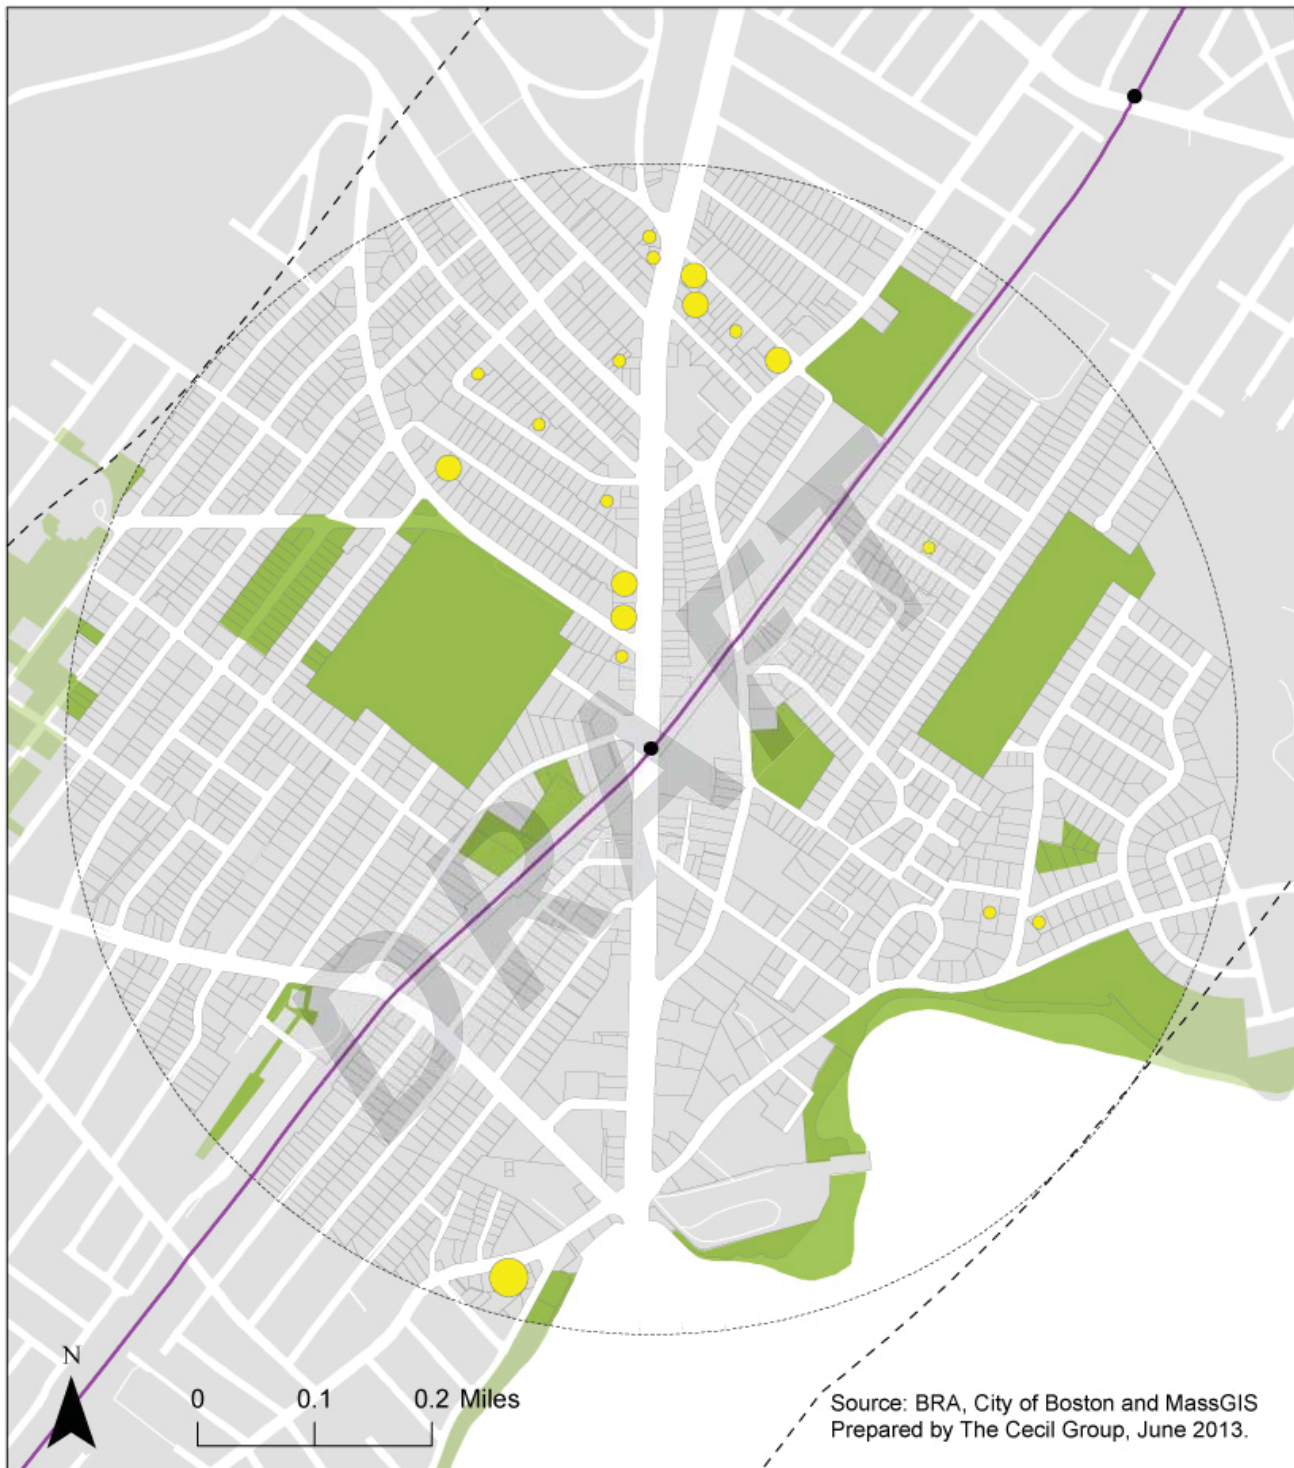 DRAFT
N
0 0.1 0.2 Miles
Source: BRA, City of Boston and MassGIS
Prepared by The Cecil Group, June 2013.